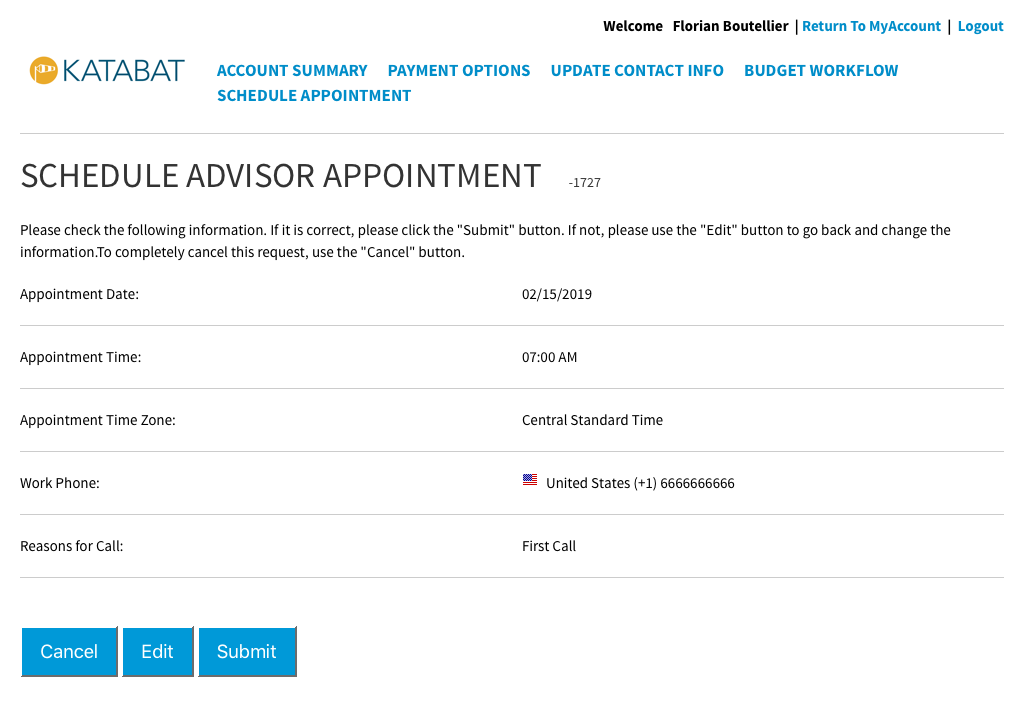 Welcome Florian Boutellier | Return To MyAccount | Logout
KATABAT
ACCOUNT SUMMARY PAYMENT OPTIONS UPDATE CONTACT INFO BUDGET WORKFLOW
SCHEDULE APPOINTMENT
SCHEDULE ADVISOR APPOINTMENT -1727
Please check the following information. If it is correct, please click the "Submit" button. If not, please use the "Edit" button to go back and change the
information.To completely cancel this request, use the "Cancel" button.
Appointment Date: 02/15/2019
Appointment Time: 07:00 AM
Appointment Time Zone: Central Standard Time
Work Phone: United States (+1) 6666666666
Reasons for Call: First Call
Cancel Edit Submit